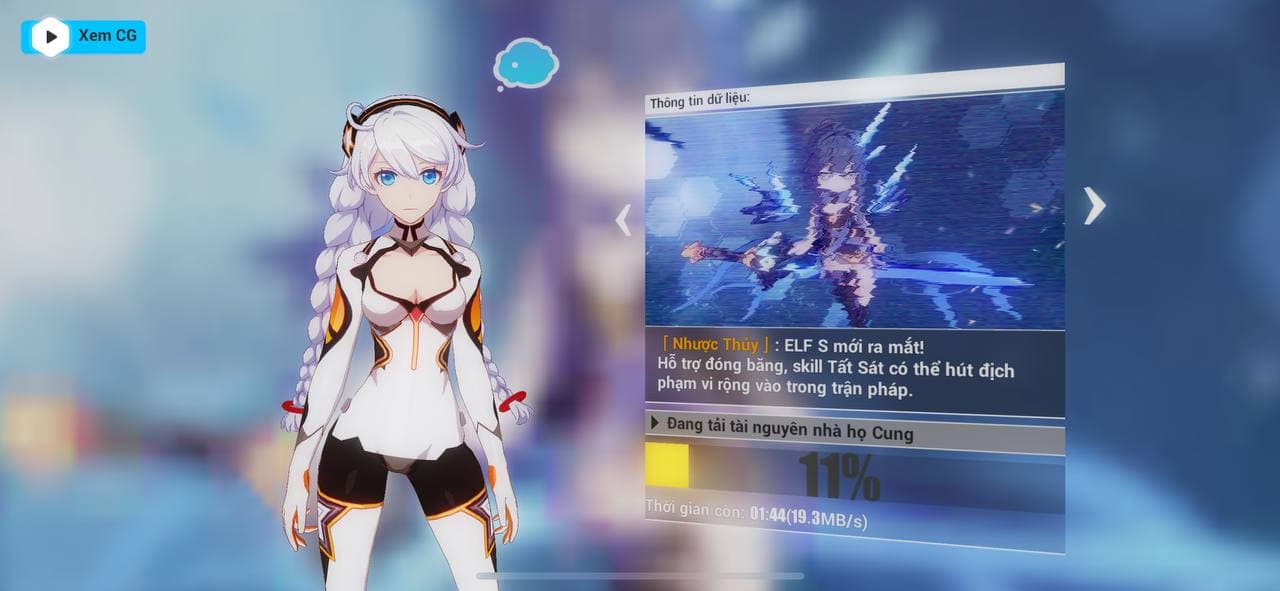 Xem CG
Thông tin dữ liệu:
[ Nhược Thủy ] : ELF S mới ra mắt!
Hỗ trợ đóng băng, skill Tất Sát có thể hút địch
phạm vi rộng vào trong trận pháp.
Đang tải tài nguyên nhà họ Cung
11%
Thời gian còn: 01:44(19.3MB/s)